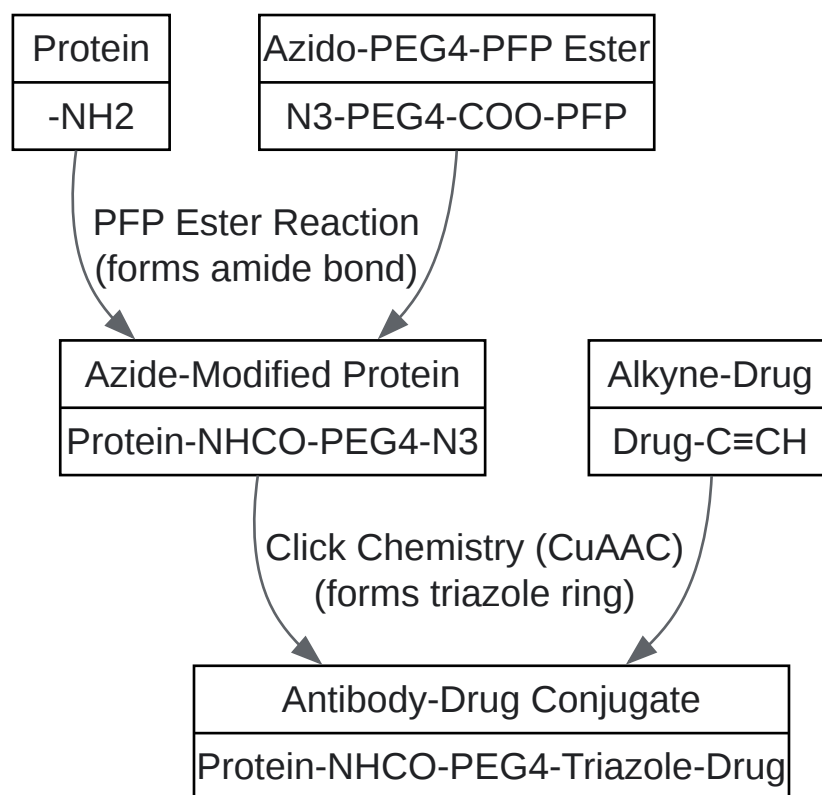 Protein
-NH2
Azido-PEG4-PFP Ester
N3-PEG4-COO-PFP
PFP Ester Reaction
(forms amide bond)
Azide-Modified Protein
Protein-NHCO-PEG4-N3
Alkyne-Drug
Drug-C≡CH
Click Chemistry (CuAAC)
(forms triazole ring)
Antibody-Drug Conjugate
Protein-NHCO-PEG4-Triazole-Drug